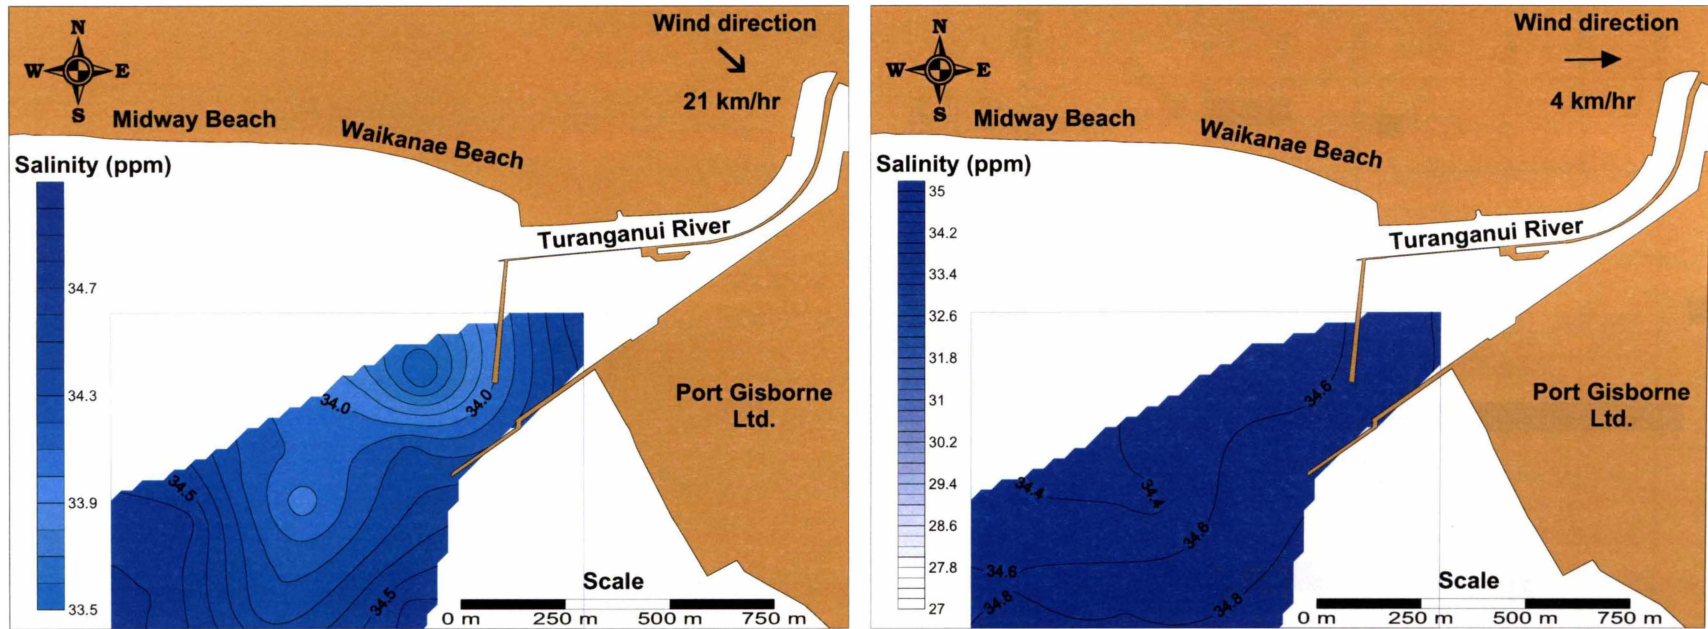 Wind direction
N
W E
S
21 km/hr
Midway Beach
Waikanae Beach
Salinity (ppm)
Turanganui River
34.7
34.3
33.9
33.5
34.0
34.0
34.5
34.5
Port Gisborne
Ltd.
Scale
0 m 250 m 500 m 750 m
Wind direction
N
W E
S
4 km/hr
Midway Beach
Waikanae Beach
Salinity (ppm)
Turanganui River
35
34.2
33.4
32.6
31.8
31
30.2
29.4
28.6
27.8
27
34.6
34.4
34.4
34.6
34.6
34.8
34.8
Port Gisborne
Ltd.
Scale
0 m 250 m 500 m 750 m